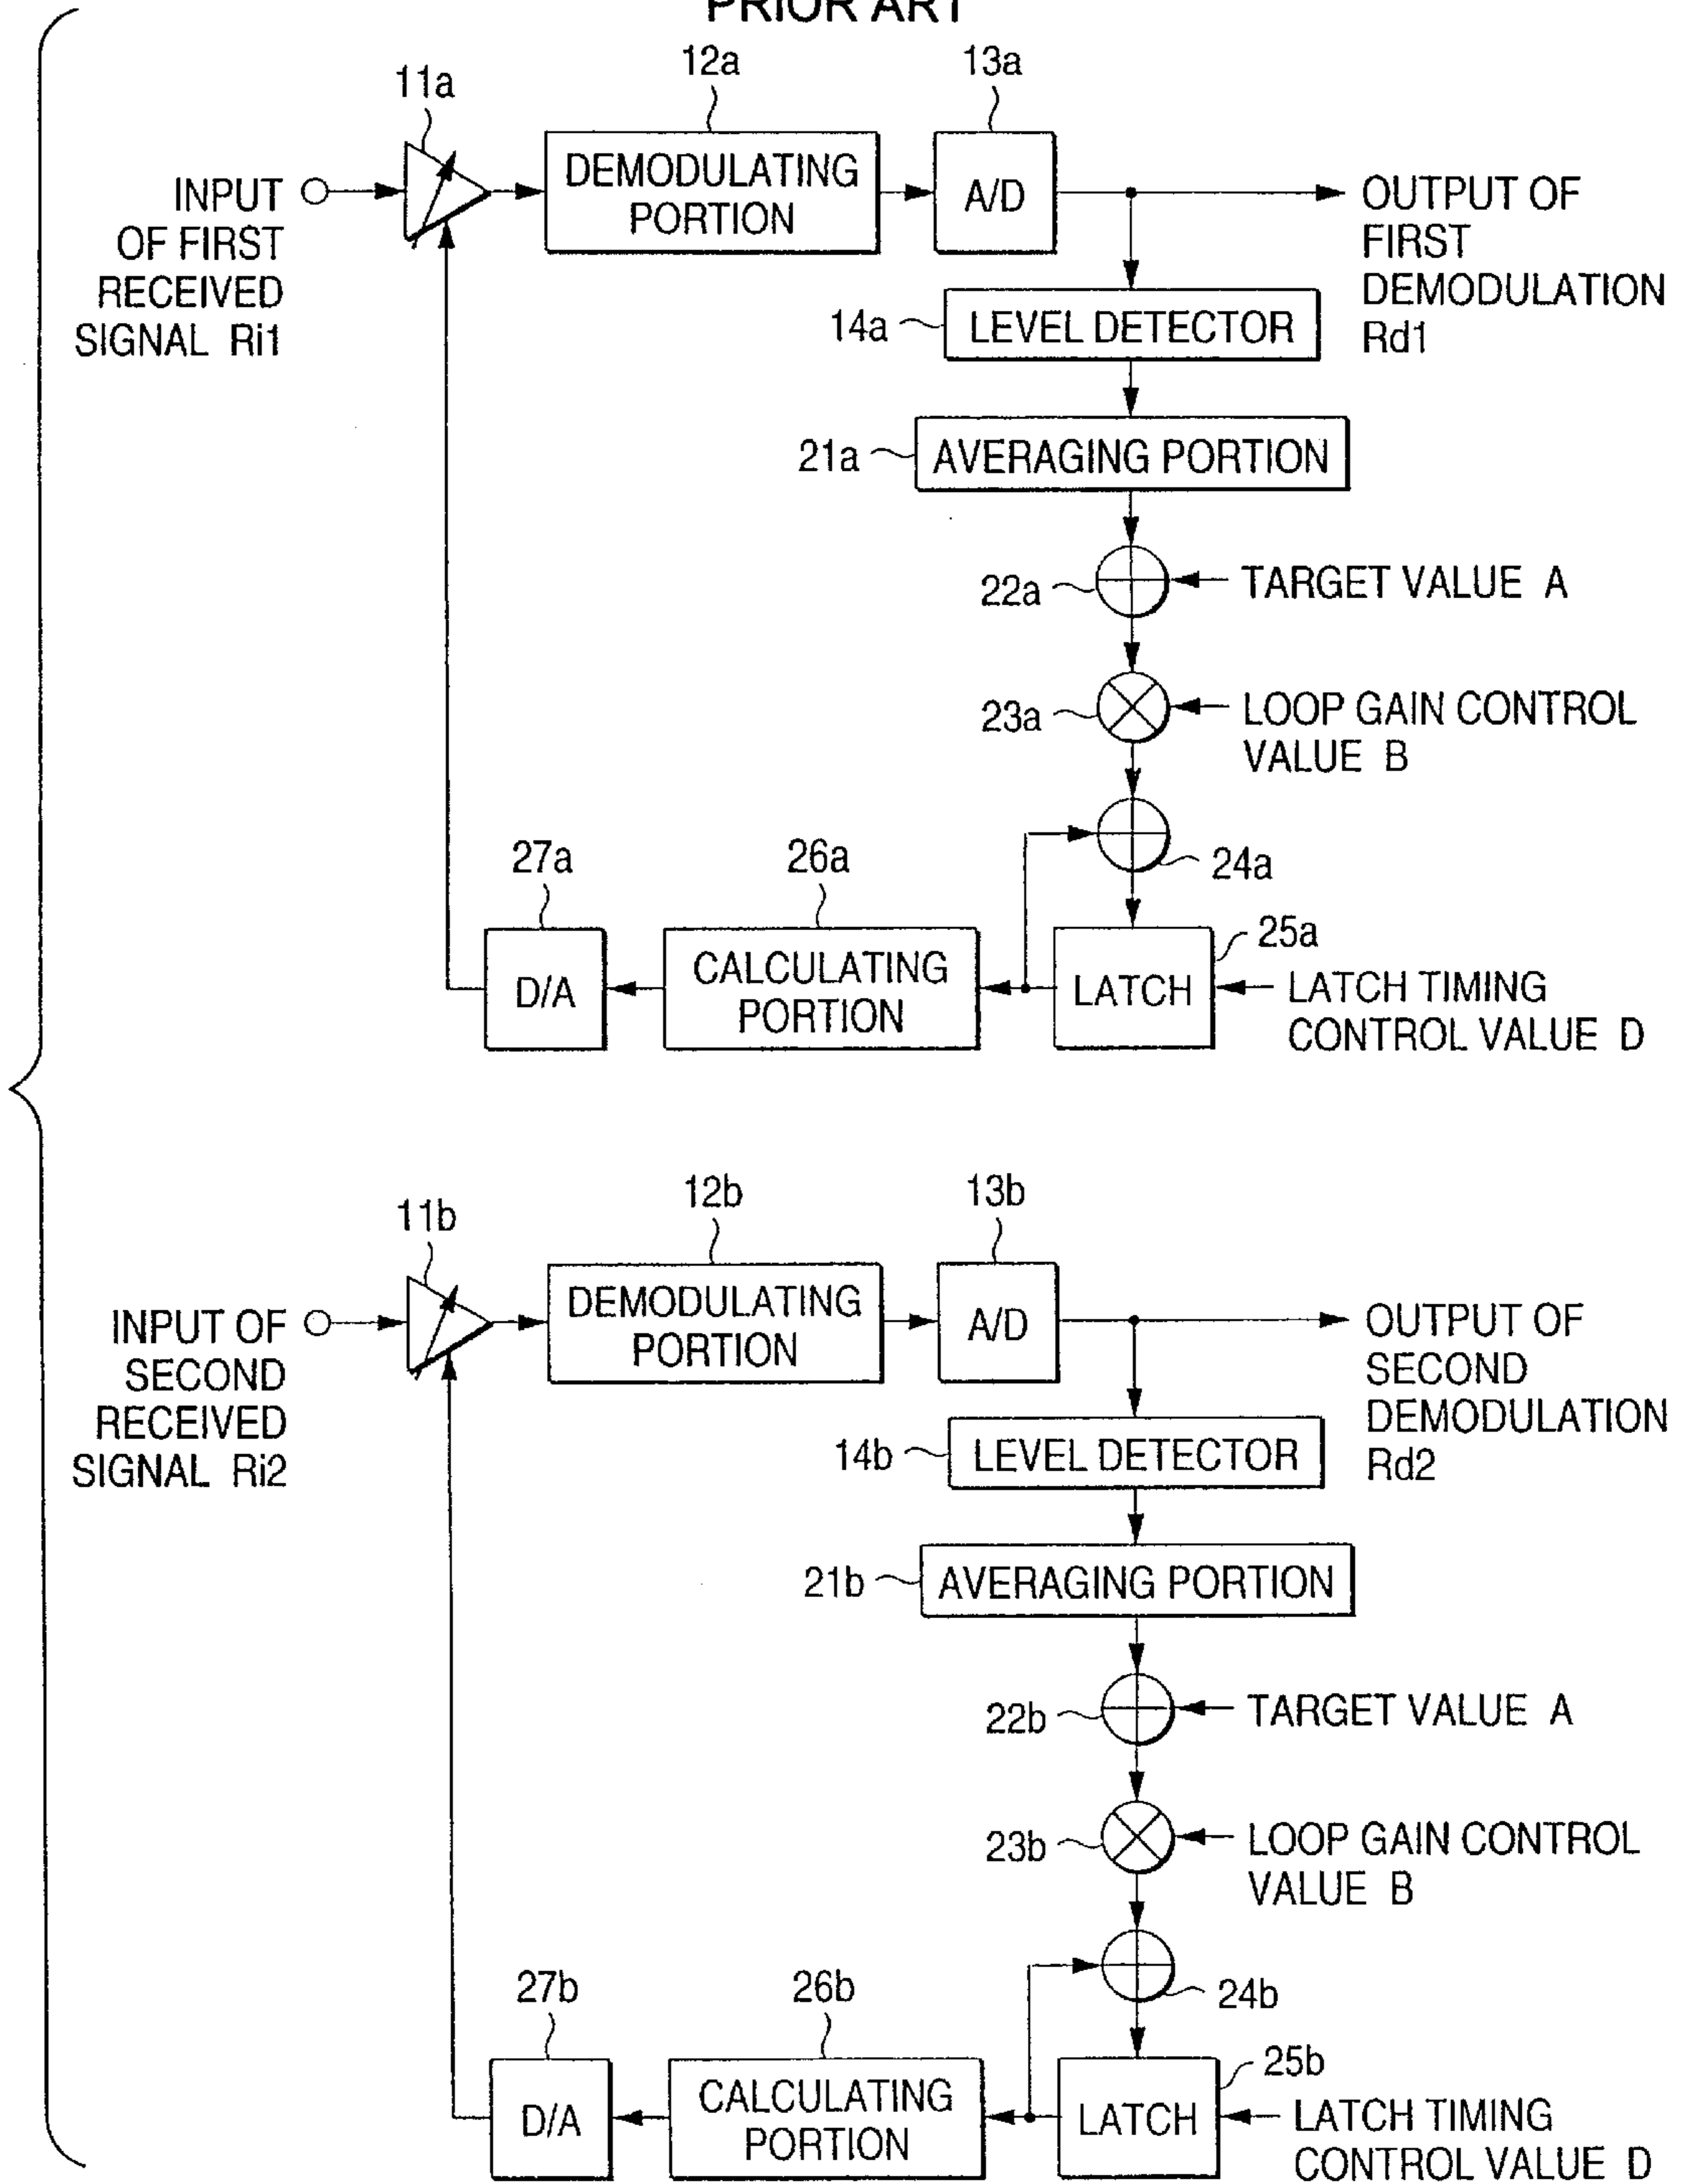 PRIOR ART
11a
12a
13a
INPUT
OF FIRST
RECEIVED
SIGNAL Ri1
DEMODULATING
PORTION
A/D
OUTPUT OF
FIRST
DEMODULATION
Rd1
14a
LEVEL DETECTOR
21a
AVERAGING PORTION
22a
TARGET VALUE A
23a
LOOP GAIN CONTROL
VALUE B
24a
27a
26a
25a
D/A
CALCULATING
PORTION
LATCH
LATCH TIMING
CONTROL VALUE D
11b
12b
13b
INPUT OF
SECOND
RECEIVED
SIGNAL Ri2
DEMODULATING
PORTION
A/D
OUTPUT OF
SECOND
DEMODULATION
Rd2
14b
LEVEL DETECTOR
21b
AVERAGING PORTION
22b
TARGET VALUE A
23b
LOOP GAIN CONTROL
VALUE B
24b
27b
26b
25b
D/A
CALCULATING
PORTION
LATCH
LATCH TIMING
CONTROL VALUE D